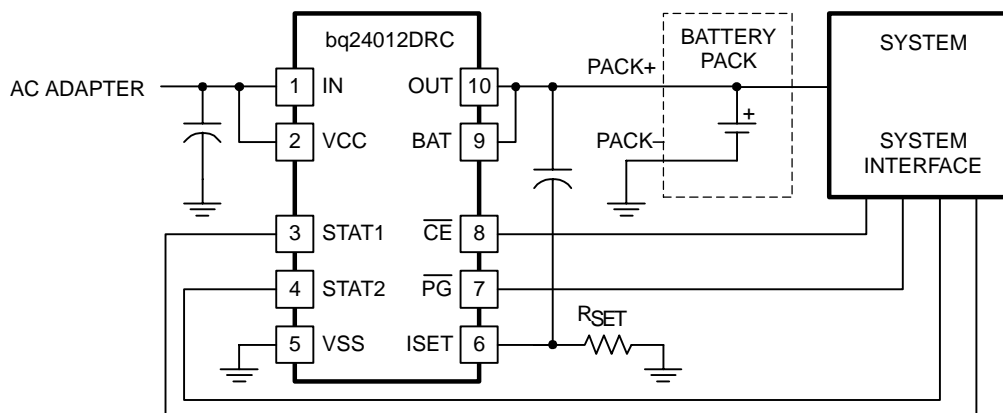 bq24012DRC
BATTERY
PACK
SYSTEM
AC ADAPTER
1 IN
OUT 10
PACK+
+
2 VCC
BAT 9
PACK–
SYSTEM
INTERFACE
3 STAT1
CE 8
4 STAT2
PG 7
RSET
5 VSS
ISET 6